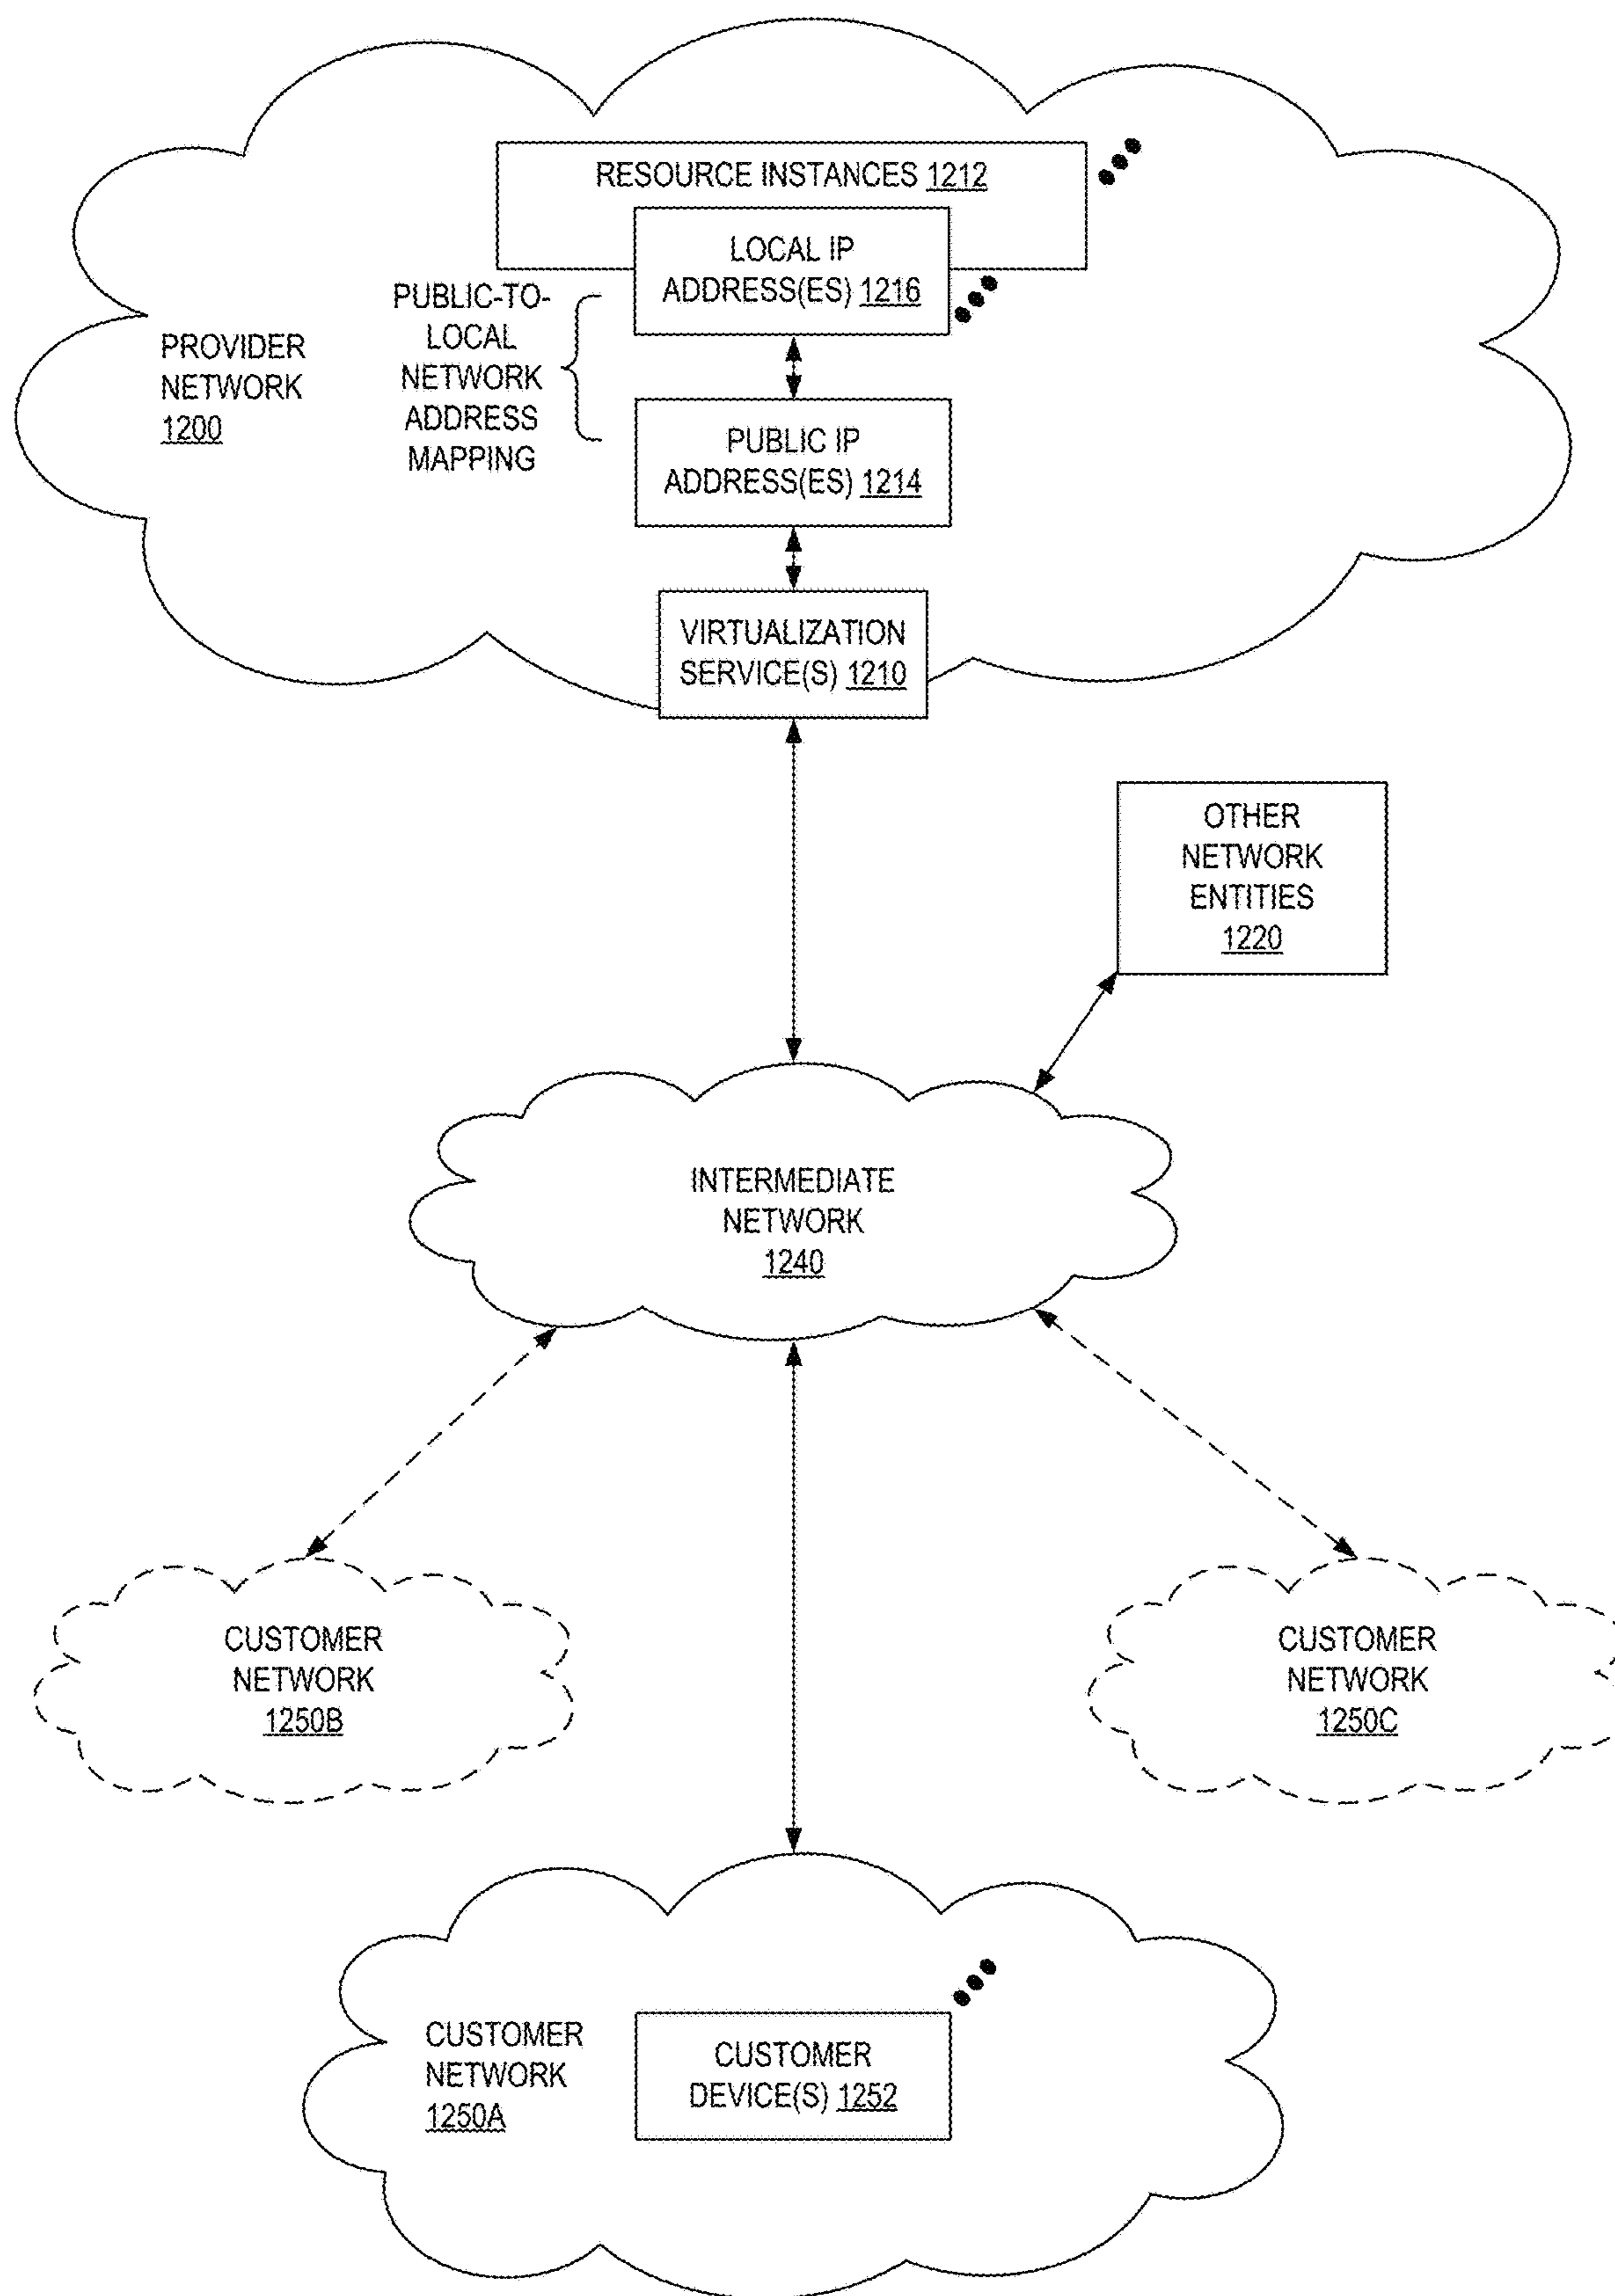 RESOURCE INSTANCES 1212
LOCAL IP
ADDRESS(ES) 1216
PUBLIC-TO-
LOCAL
NETWORK
ADDRESS
MAPPING
PROVIDER
NETWORK
1200
PUBLIC IP
ADDRESS(ES) 1214
VIRTUALIZATION
SERVICE(S) 1210
OTHER
NETWORK
ENTITIES
1220
INTERMEDIATE
NETWORK
1240
CUSTOMER
NETWORK
1250B
CUSTOMER
NETWORK
1250C
CUSTOMER
NETWORK
1250A
CUSTOMER
DEVICE(S) 1252